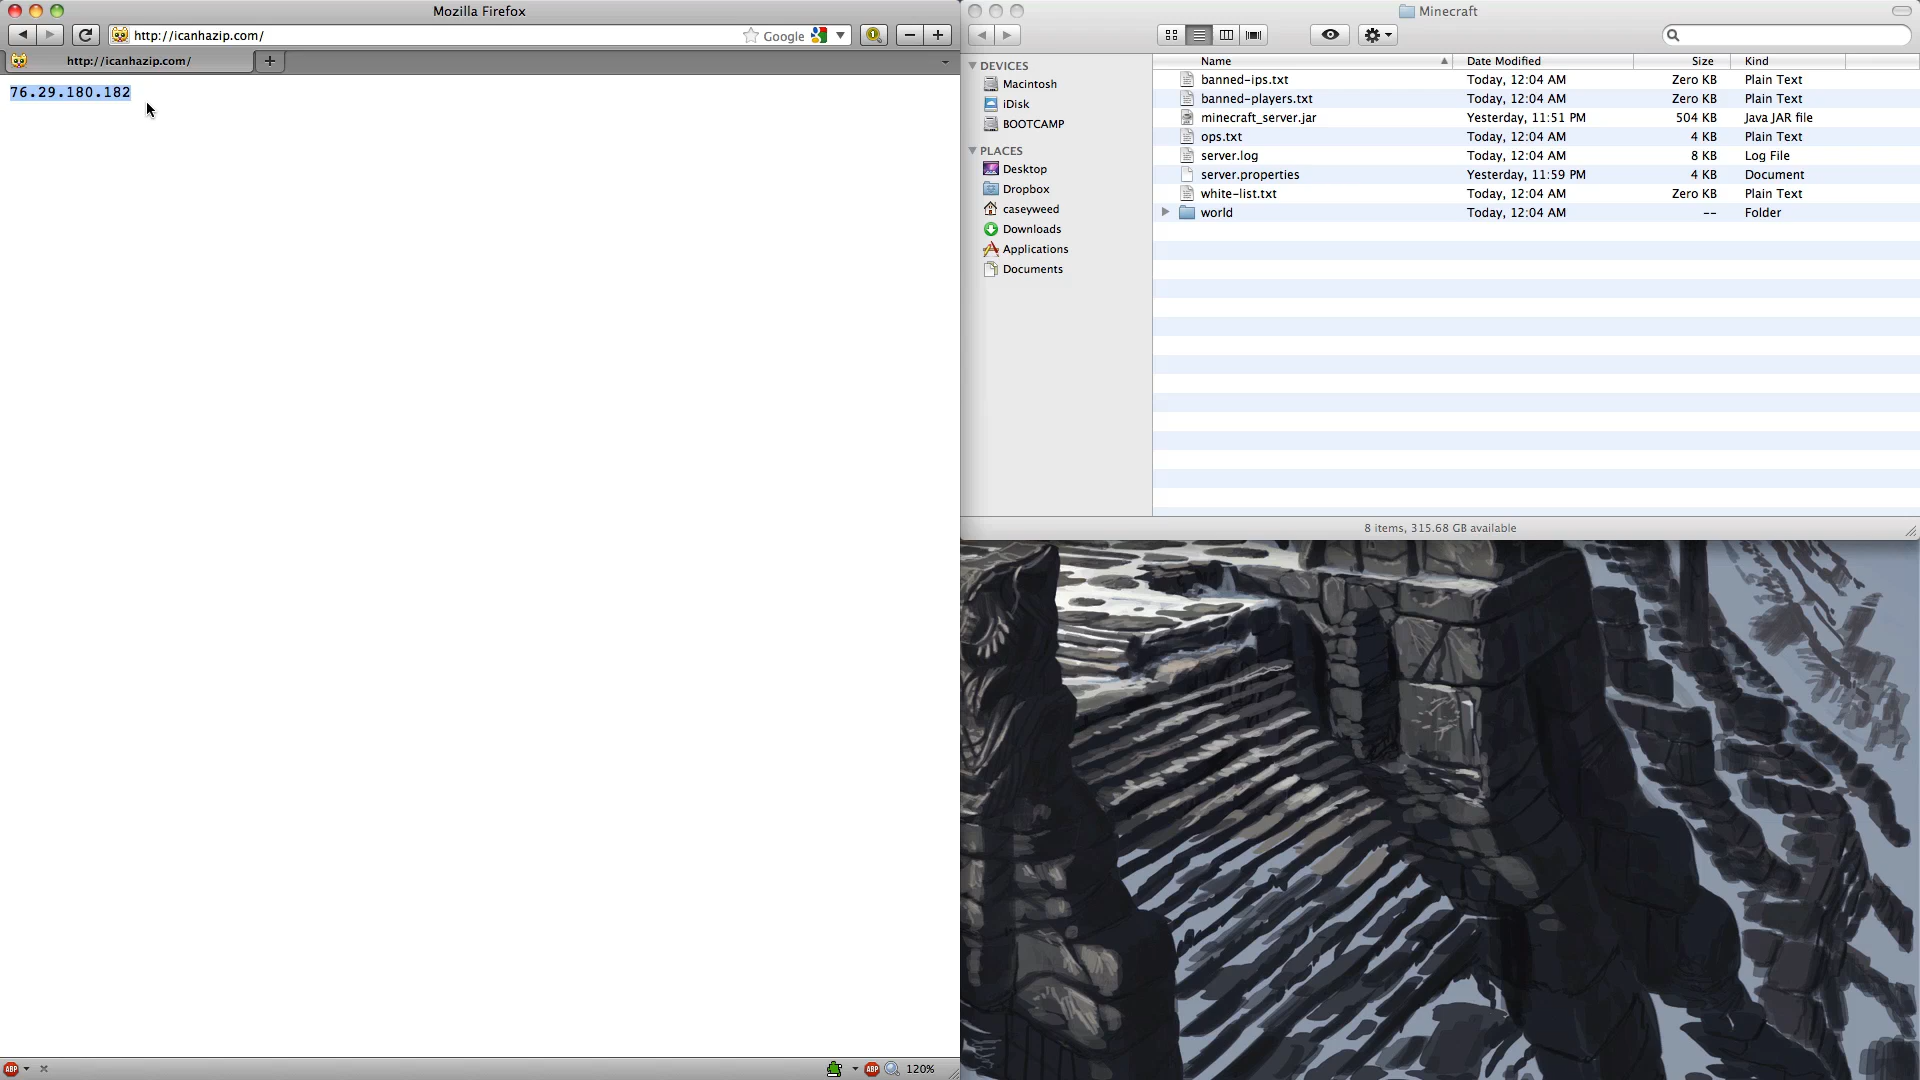 Mozilla Firefox
http://icanhazip.com/
Google
http://icanhazip.com/
76.29.180.182
ABP
ABP
120%
Minecraft
DEVICES
Macintosh
iDisk
BOOTCAMP
PLACES
Desktop
Dropbox
caseyweed
Downloads
Applications
Documents
Name Date Modified Size Kind
banned-ips.txt Today, 12:04 AM Zero KB Plain Text
banned-players.txt Today, 12:04 AM Zero KB Plain Text
minecraft_server.jar Yesterday, 11:51 PM 504 KB Java JAR file
ops.txt Today, 12:04 AM 4 KB Plain Text
server.log Today, 12:04 AM 8 KB Log File
server.properties Yesterday, 11:59 PM 4 KB Document
white-list.txt Today, 12:04 AM Zero KB Plain Text
world Today, 12:04 AM -- Folder
8 items, 315.68 GB available